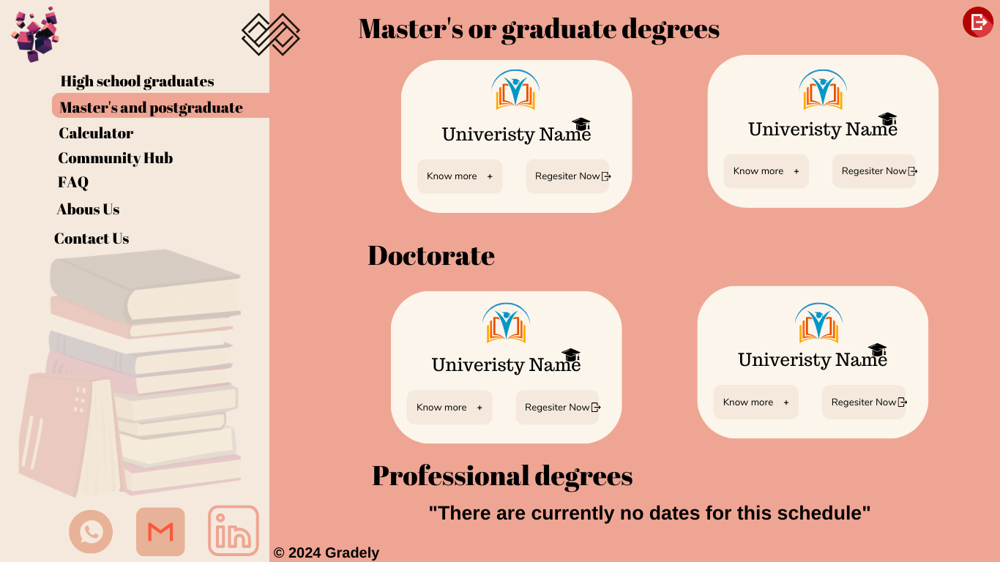 High school graduates
Master's and postgraduate
Calculator
Community Hub
FAQ
Abous Us
Contact Us
Master's or graduate degrees
Univeristy Name
Know more +
Regesiter Now
Univeristy Name
Know more +
Regesiter Now
Doctorate
Univeristy Name
Know more +
Regesiter Now
Univeristy Name
Know more +
Regesiter Now
Professional degrees
"There are currently no dates for this schedule"
© 2024 Gradely